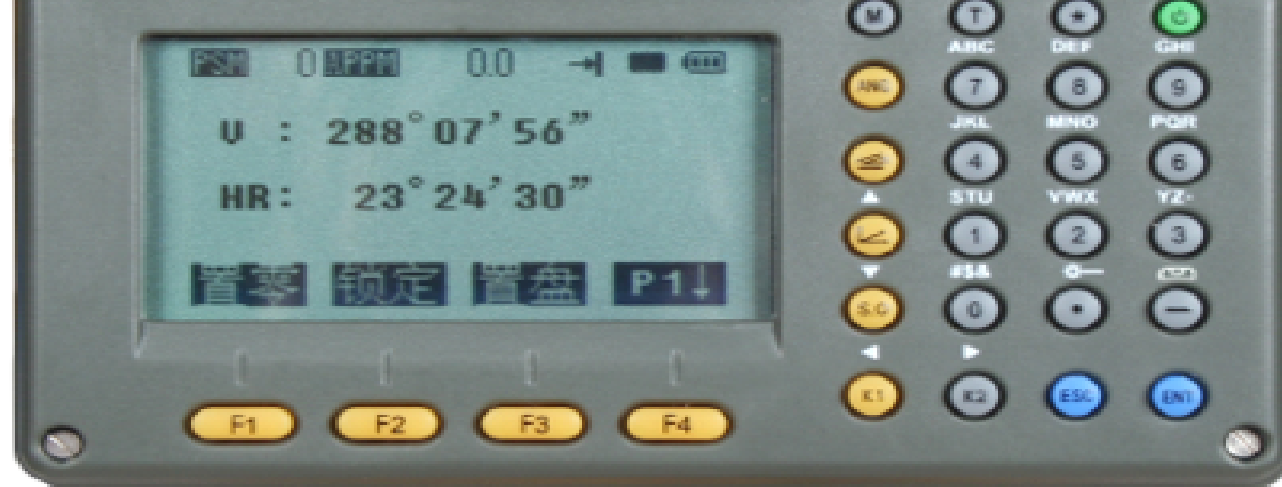 PSM 0 PPM 0.0
V : 288°07’56”
HR: 23°24’30”
置零 锁定 置盘 P1↓
F1 F2 F3 F4
M T ★
ABC DEF GHI
ANG 7 8 9
JKL MNO PQR
4 5 6
▲ STU VWX YZ-
1 2 3
▼ #$&
S.O 0 • —
◀ ▶
K1 K2 ESC ENT